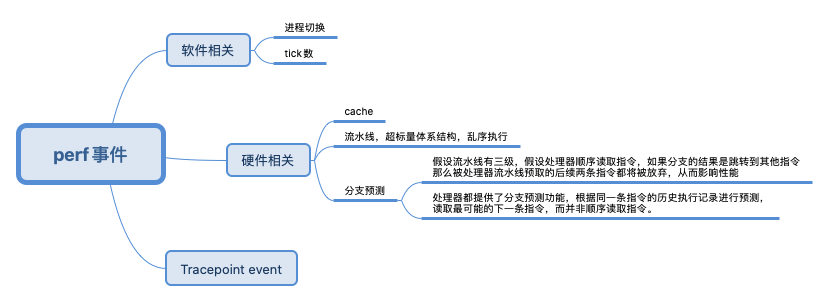 perf 事件
软件相关
进程切换
tick数
硬件相关
cache
流水线，超标量体系结构，乱序执行
分支预测
假设流水线有三级，假设处理器顺序读取指令，如果分支的结果是跳转到其他指令
那么被处理器流水线预取的后续两条指令都将被放弃，从而影响性能
处理器都提供了分支预测功能，根据同一条指令的历史执行记录进行预测，
读取最可能的下一条指令，而并非顺序读取指令。
Tracepoint event